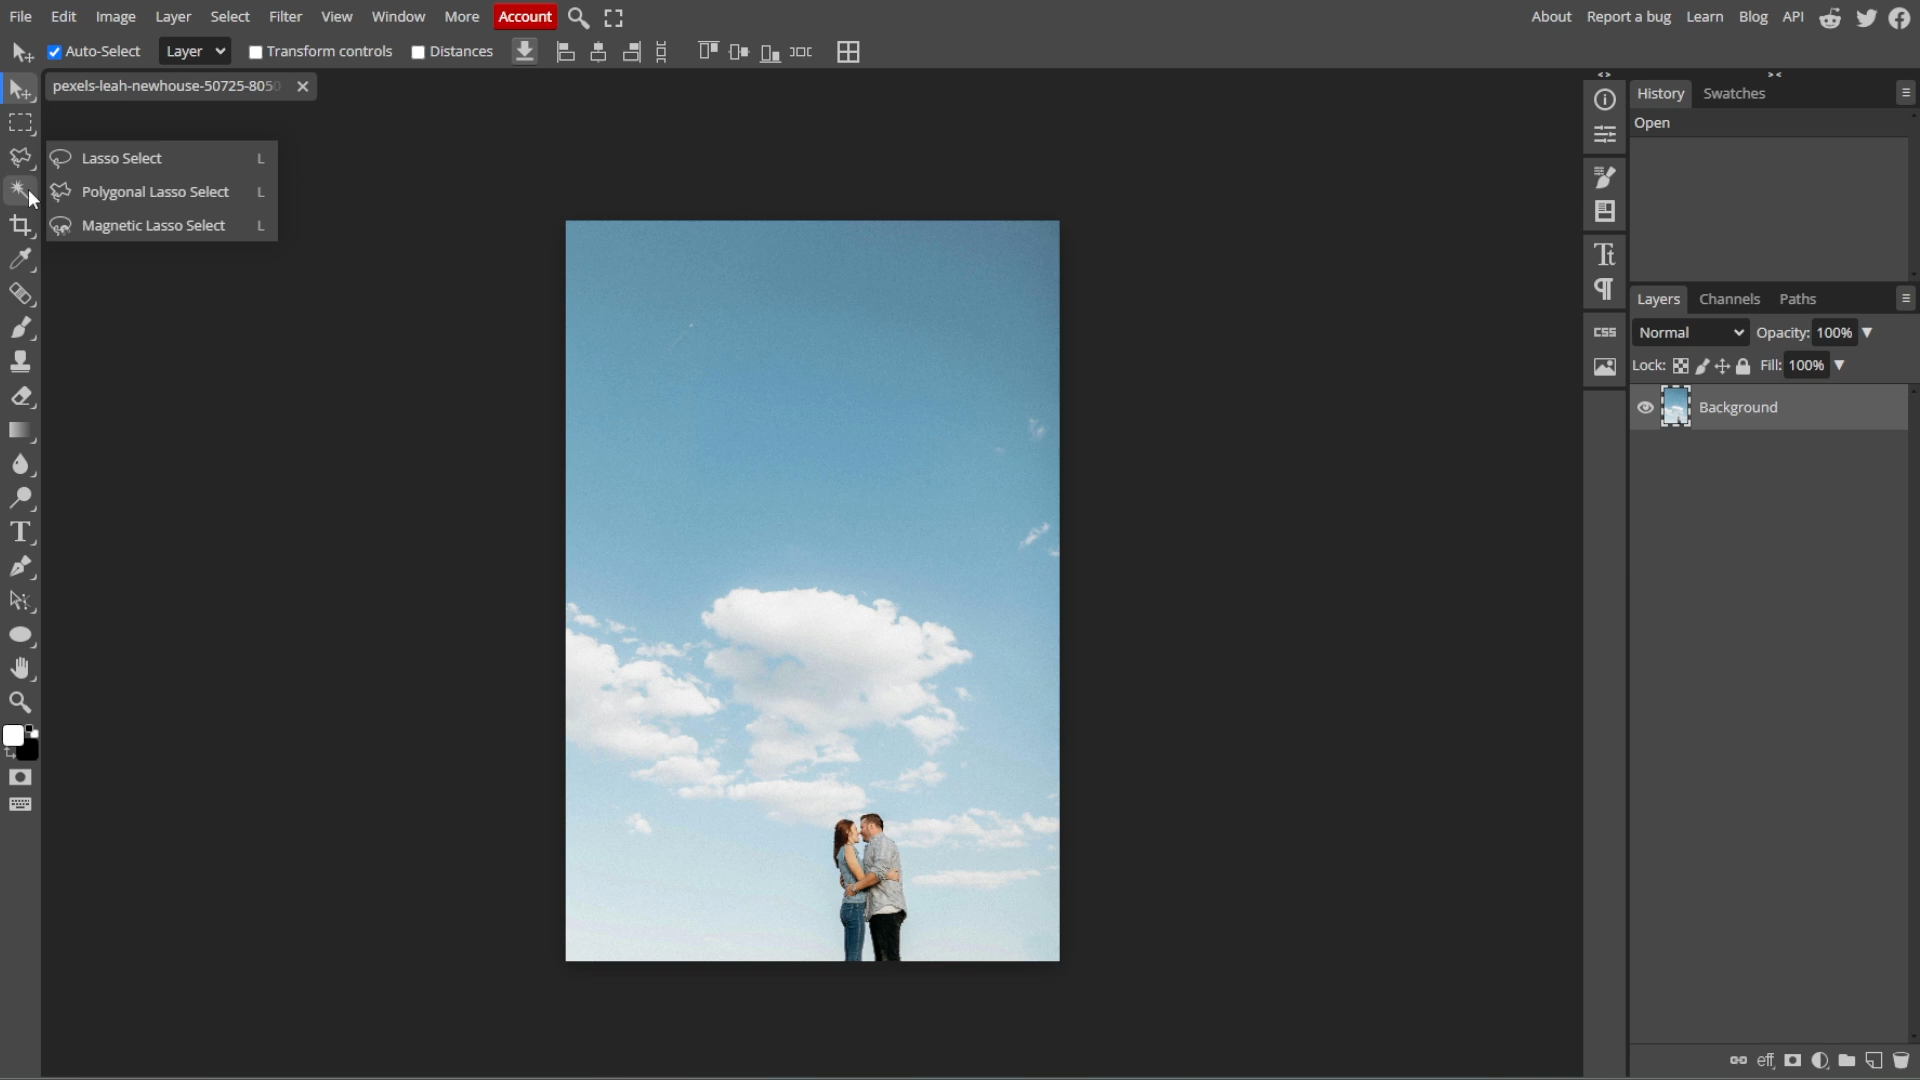 File Edit Image Layer Select Filter View Window More Account About Report a bug Learn Blog API
Auto-Select Layer Transform controls Distances
pexels-leah-newhouse-50725-8050
History Swatches
Open
Lasso Select L
Polygonal Lasso Select L
Magnetic Lasso Select L
CSS
Layers Channels Paths
Normal Opacity: 100%
Lock: Fill: 100%
Background
eff